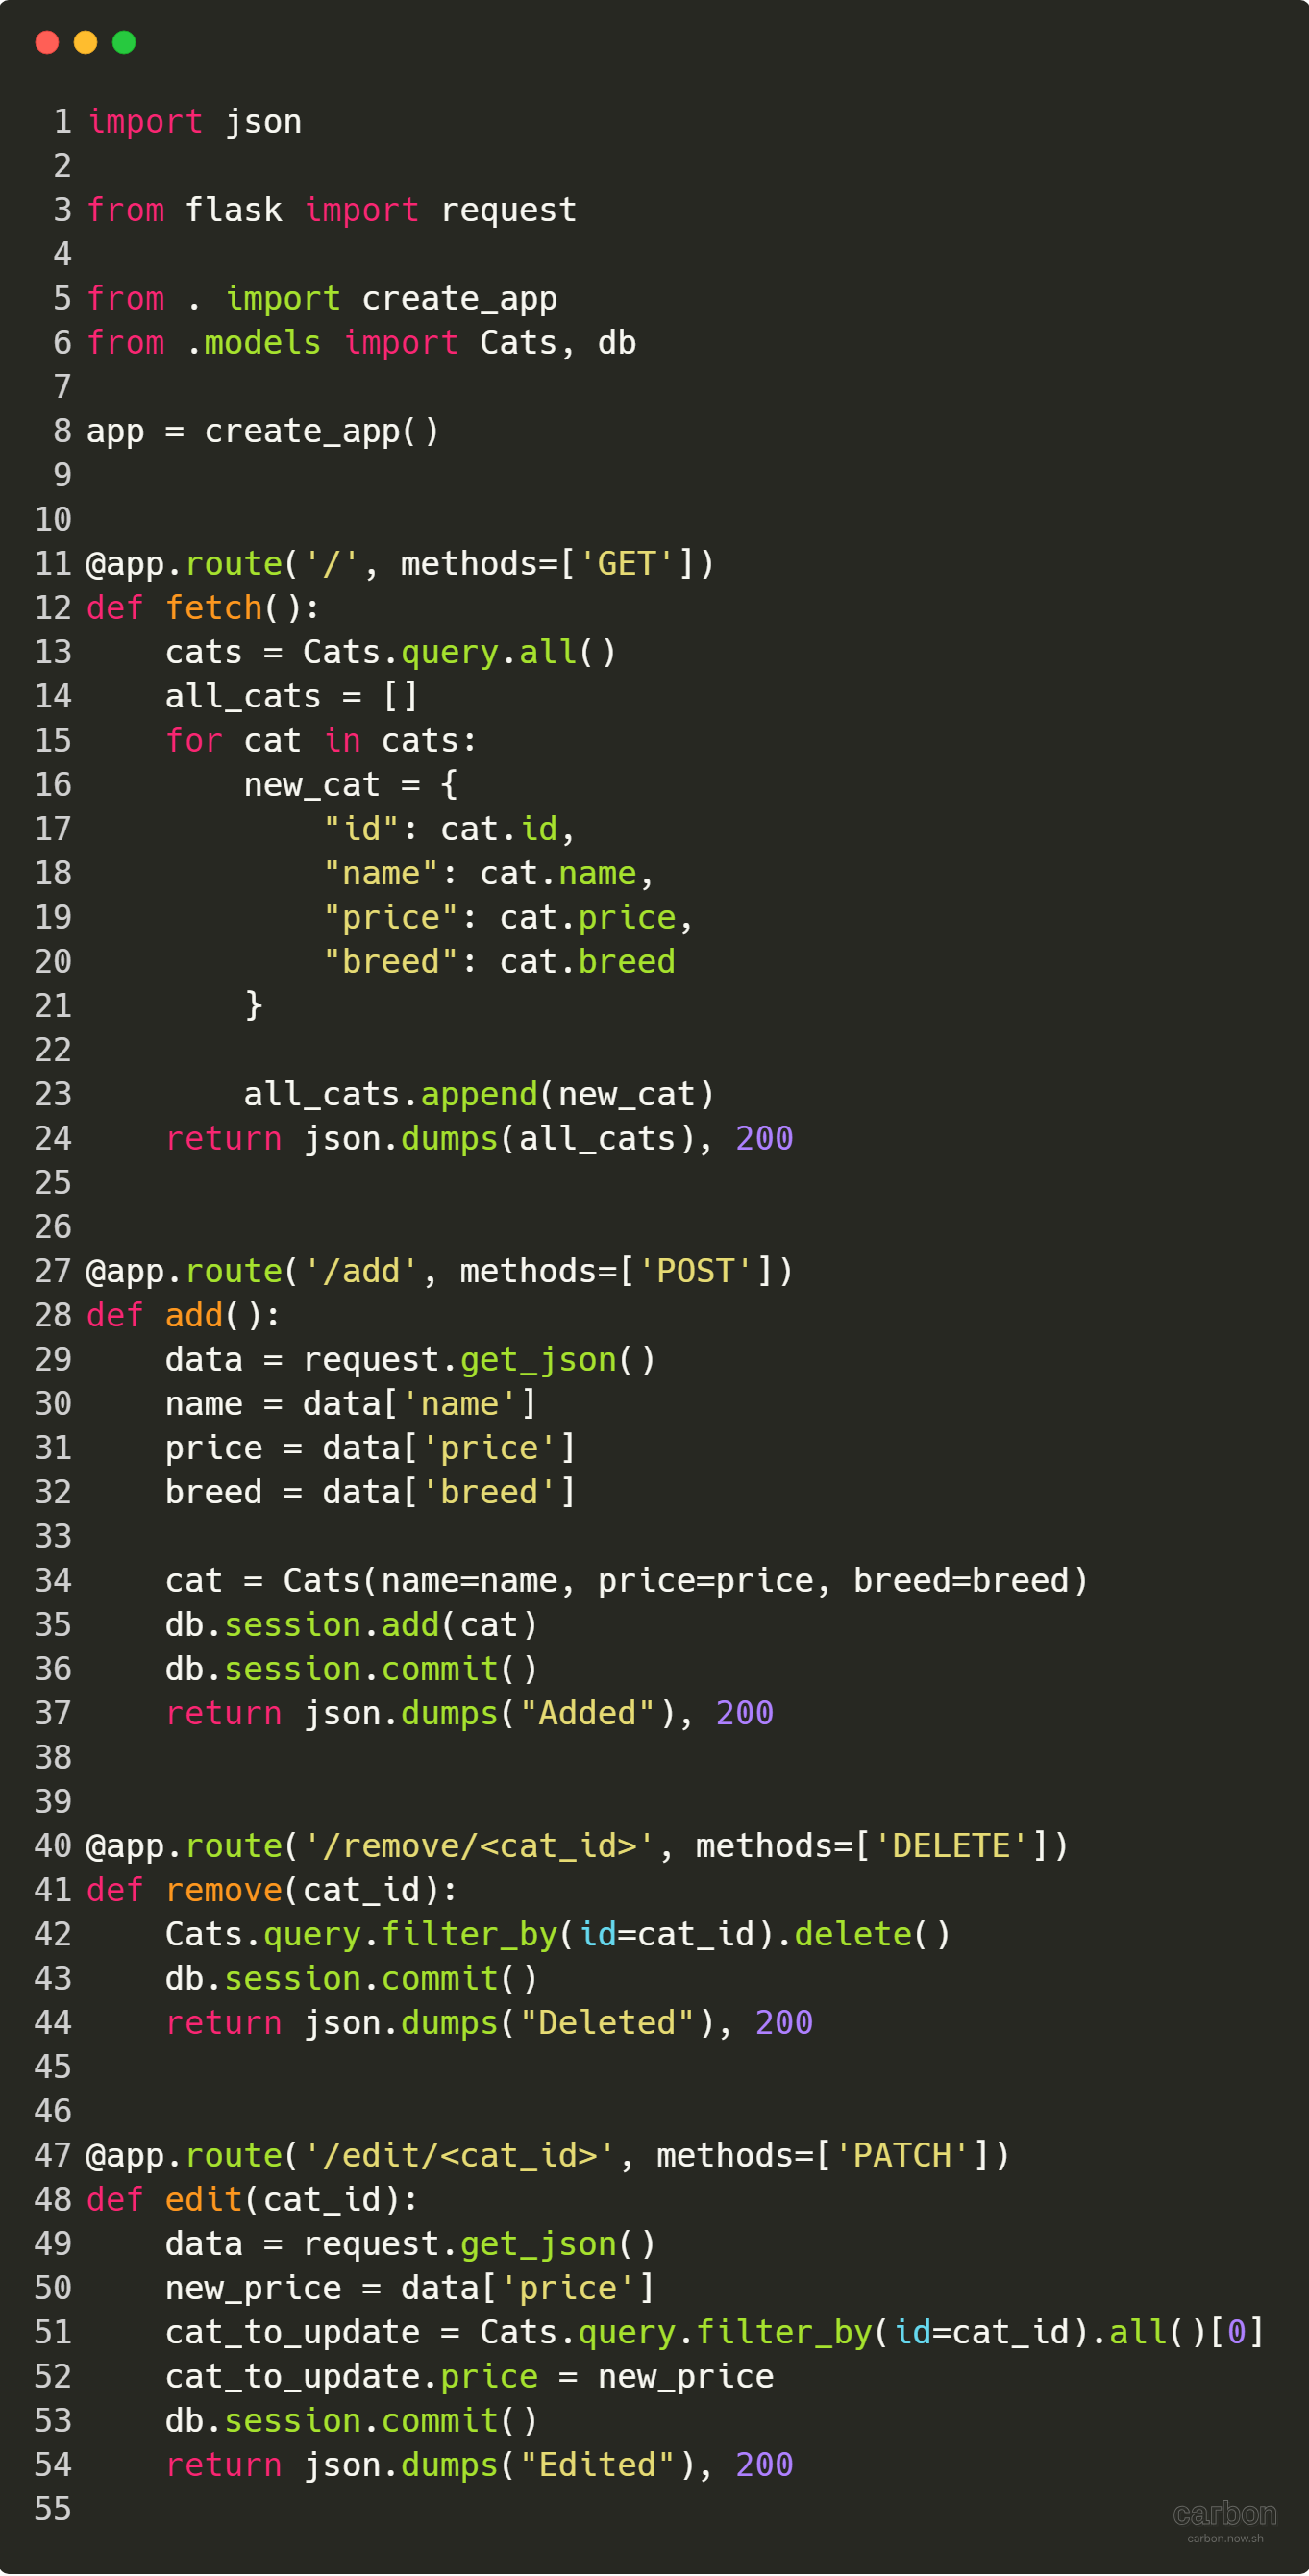 1 import json
2
3 from flask import request
4
5 from . import create_app
6 from .models import Cats, db
7
8 app = create_app()
9
10
11 @app.route('/', methods=['GET'])
12 def fetch():
13     cats = Cats.query.all()
14     all_cats = []
15     for cat in cats:
16         new_cat = {
17             "id": cat.id,
18             "name": cat.name,
19             "price": cat.price,
20             "breed": cat.breed
21         }
22
23         all_cats.append(new_cat)
24     return json.dumps(all_cats), 200
25
26
27 @app.route('/add', methods=['POST'])
28 def add():
29     data = request.get_json()
30     name = data['name']
31     price = data['price']
32     breed = data['breed']
33
34     cat = Cats(name=name, price=price, breed=breed)
35     db.session.add(cat)
36     db.session.commit()
37     return json.dumps("Added"), 200
38
39
40 @app.route('/remove/<cat_id>', methods=['DELETE'])
41 def remove(cat_id):
42     Cats.query.filter_by(id=cat_id).delete()
43     db.session.commit()
44     return json.dumps("Deleted"), 200
45
46
47 @app.route('/edit/<cat_id>', methods=['PATCH'])
48 def edit(cat_id):
49     data = request.get_json()
50     new_price = data['price']
51     cat_to_update = Cats.query.filter_by(id=cat_id).all()[0]
52     cat_to_update.price = new_price
53     db.session.commit()
54     return json.dumps("Edited"), 200
55
carbon
carbon.now.sh